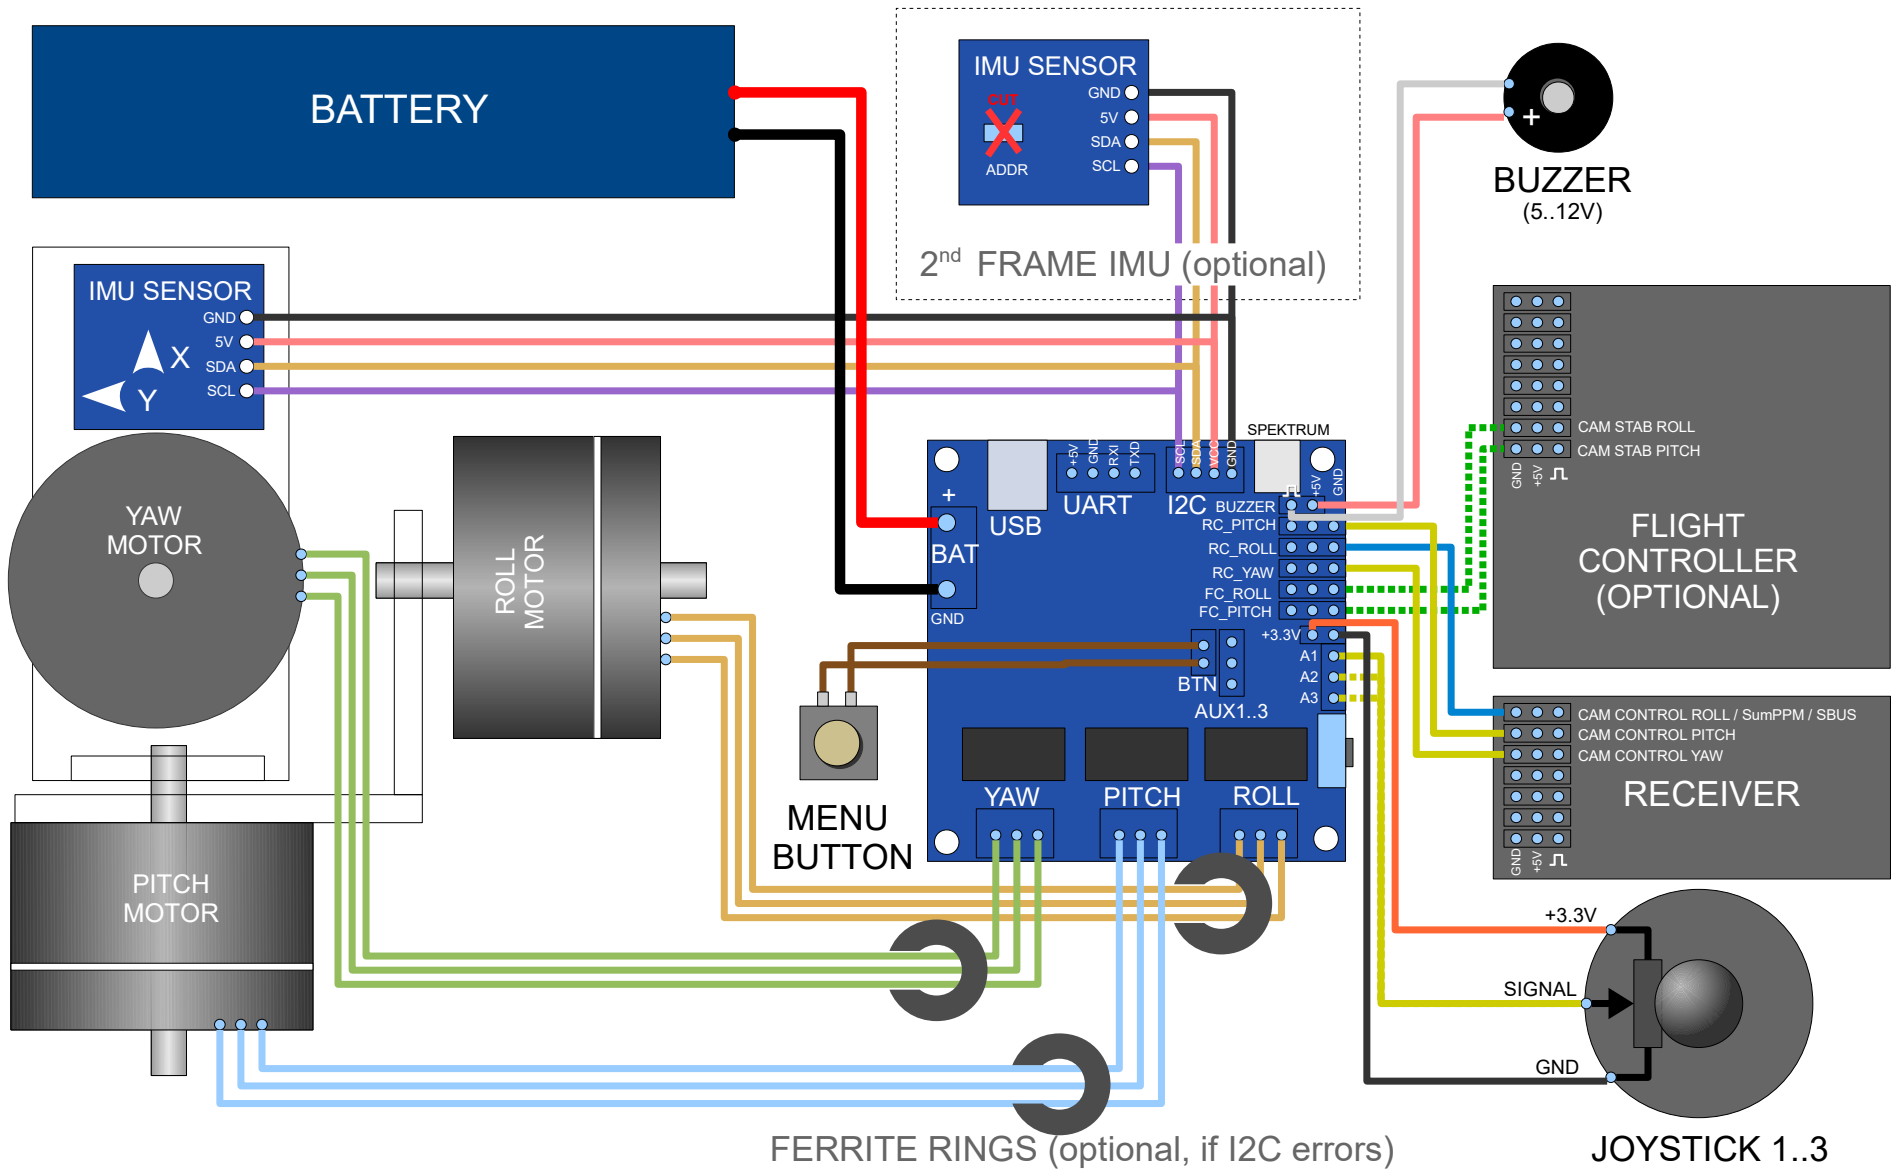 BATTERY
IMU SENSOR
GND
5V
SDA
SCL
CUT
ADDR
2nd FRAME IMU (optional)
+
BUZZER
(5..12V)
IMU SENSOR
GND
5V
SDA
SCL
X
Y
YAW
MOTOR
ROLL
MOTOR
PITCH
MOTOR
MENU
BUTTON
SPEKTRUM
+5V
GND
RXI
TXD
SCL
SDA
VCC
GND
+
USB
UART
I2C
BAT
GND
+5V
GND
BUZZER
RC_PITCH
RC_ROLL
RC_YAW
FC_ROLL
FC_PITCH
+3.3V
A1
A2
A3
BTN
AUX1..3
YAW
PITCH
ROLL
CAM STAB ROLL
CAM STAB PITCH
GND
+5V
FLIGHT
CONTROLLER
(OPTIONAL)
CAM CONTROL ROLL / SumPPM / SBUS
CAM CONTROL PITCH
CAM CONTROL YAW
RECEIVER
GND
+5V
+3.3V
SIGNAL
GND
JOYSTICK 1..3
FERRITE RINGS (optional, if I2C errors)